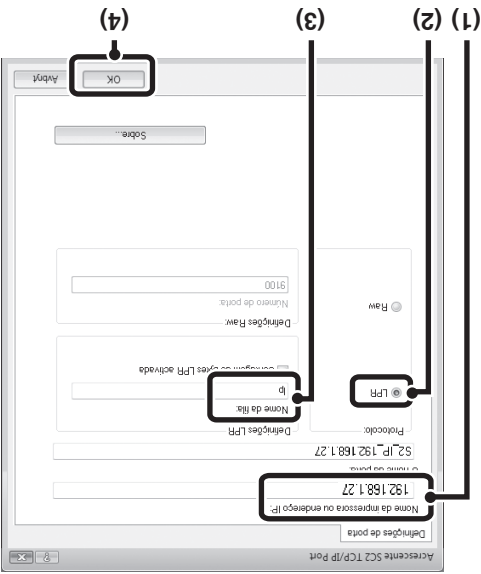 Acrescente SC2 TCP/IP Port
Definições de porta
Nome da impressora ou endereço IP:
192.168.1.27
O nome da porta:
S2_IP_192.168.1.27
Protocolo:
LPR
Raw
Definições LPR
Nome da fila:
lp
Contagem de Bytes LPR activada
Definições Raw:
Número de porta:
9100
Sobre...
OK
Avbryt
(1) (2) (3) (4)